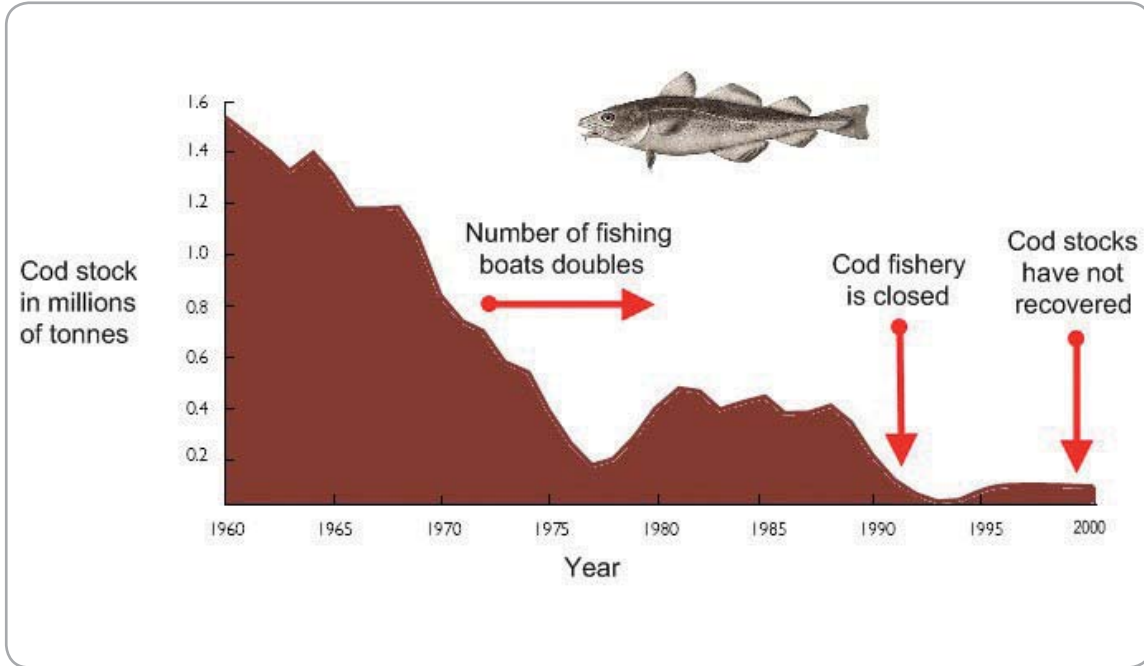 Cod stock
in millions
of tonnes
1.6
1.4
1.2
1.0
0.8
0.6
0.4
0.2
Number of fishing
boats doubles
Cod fishery
is closed
Cod stocks
have not
recovered
1960 1965 1970 1975 1980 1985 1990 1995 2000
Year